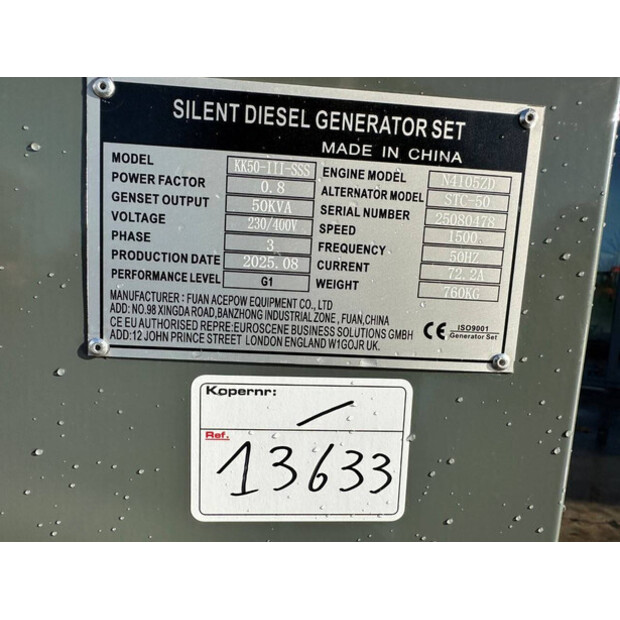 SILENT DIESEL GENERATOR SET
MADE IN CHINA
MODEL KK50-III-SSS
POWER FACTOR 0.8
GENSET OUTPUT 50KVA
VOLTAGE 230/400V
PHASE 3
PRODUCTION DATE 2025.08
PERFORMANCE LEVEL G1
ENGINE MODEL N4105ZD
ALTERNATOR MODEL STC-50
SERIAL NUMBER 25080478
SPEED 1500
FREQUENCY 50HZ
CURRENT 72.2A
WEIGHT 760KG
MANUFACTURER : FUAN ACEPOW EQUIPMENT CO., LTD
ADD: NO.98 XINGDA ROAD,BANZHONG INDUSTRIAL ZONE , FUAN,CHINA
CE EU AUTHORISED REPRE:EUROSCENE BUSINESS SOLUTIONS GMBH
ADD:12 JOHN PRINCE STREET LONDON ENGLAND W1GOJR UK.
CE ISO9001
Generator Set
Kopernr: -
Ref.
13633